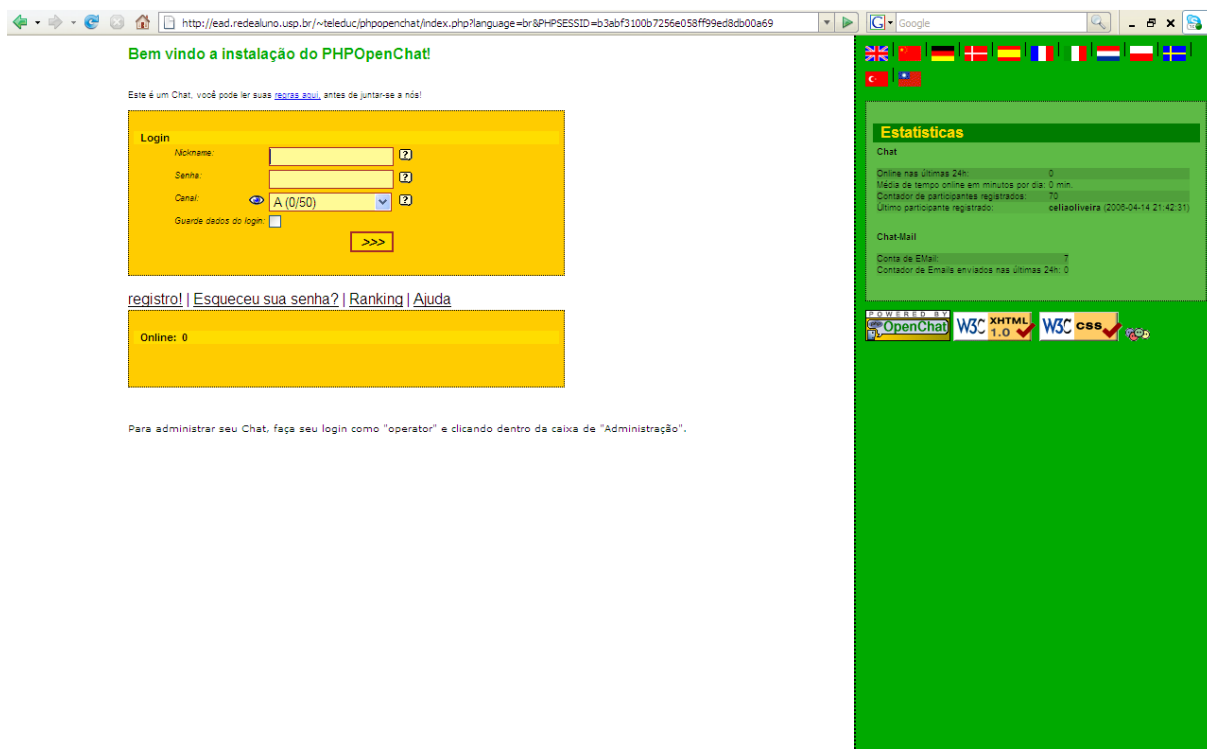 http://ead.redealuno.usp.br/~teleduc/phpopenchat/index.php?language=br&PHPSESSID=b3abf3100b7256e058ff99ed8db00a69
G Google
Bem vindo a instalação do PHPOpenChat!
Este é um Chat, você pode ler suas regras aqui, antes de juntar-se a nós!
Login
Nickname:
Senha:
Canal: A (0/50)
Guarde dados do login:
>>>
registro! | Esqueceu sua senha? | Ranking | Ajuda
Online: 0
Para administrar seu Chat, faça seu login como "operator" e clicando dentro da caixa de "Administração".
Estatisticas
Chat
Online nas últimas 24h: 0
Média de tempo online em minutos por dia: 0 min.
Contador de participantes registrados: 70
Último participante registrado: celiaoliveira (2006-04-14 21:42:31)
Chat-Mail
Conta de EMail: 7
Contador de Emails enviados nas últimas 24h: 0
POWERED BY
OpenChat
W3C XHTML 1.0
W3C css